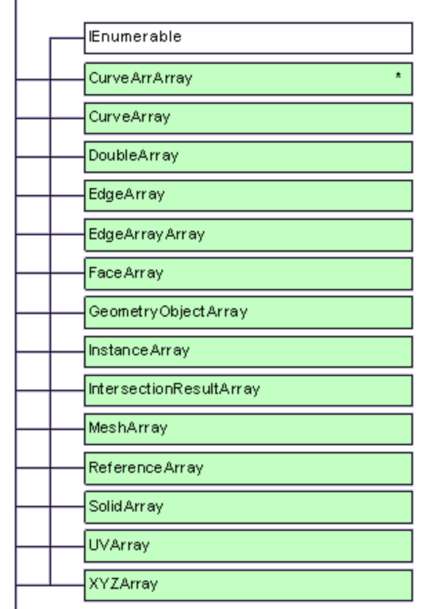 IEnumerable
CurveArrArray *
CurveArray
DoubleArray
EdgeArray
EdgeArrayArray
FaceArray
GeometryObjectArray
InstanceArray
IntersectionResultArray
MeshArray
ReferenceArray
SolidArray
UVArray
XYZArray